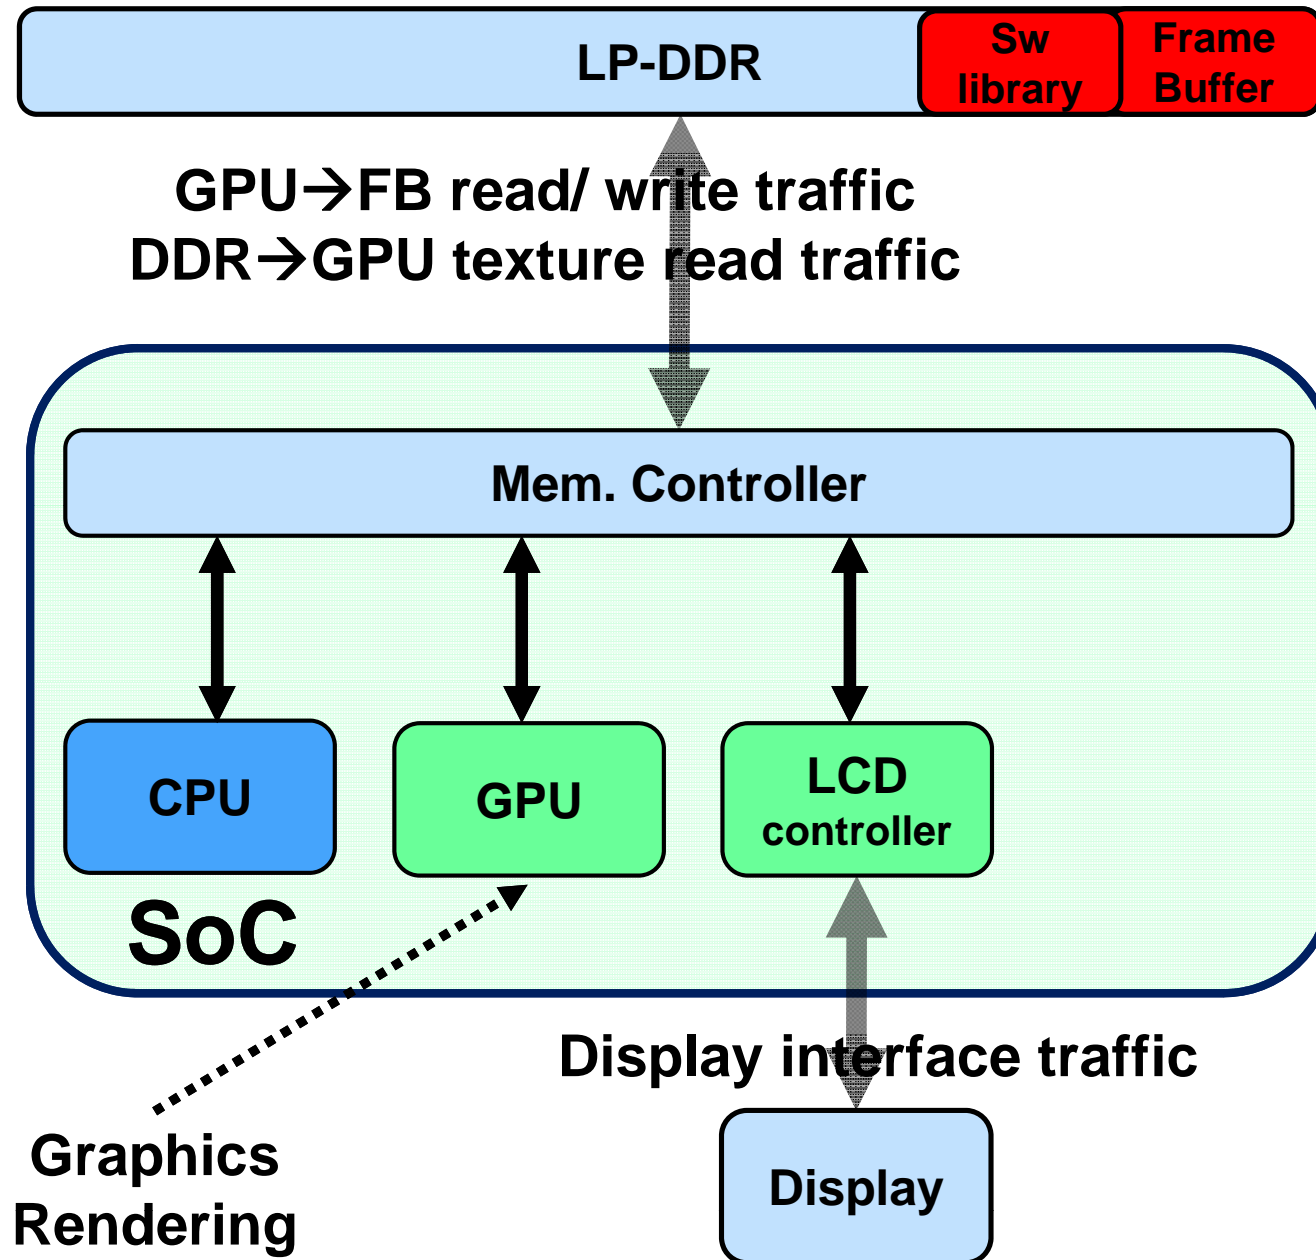 LP-DDR
Sw
library
Frame
Buffer
GPU→FB read/ write traffic
DDR→GPU texture read traffic
Mem. Controller
CPU
GPU
LCD
controller
SoC
Display interface traffic
Graphics
Rendering
Display